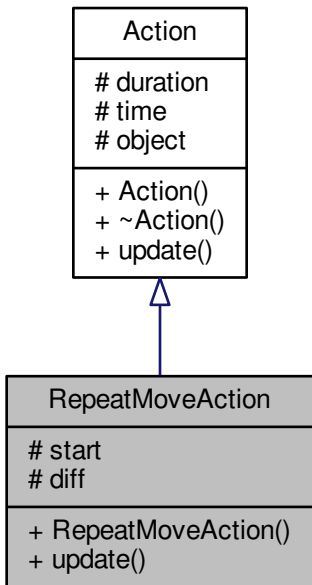 Action
# duration
# time
# object
+ Action()
+ ~Action()
+ update()
RepeatMoveAction
# start
# diff
+ RepeatMoveAction()
+ update()